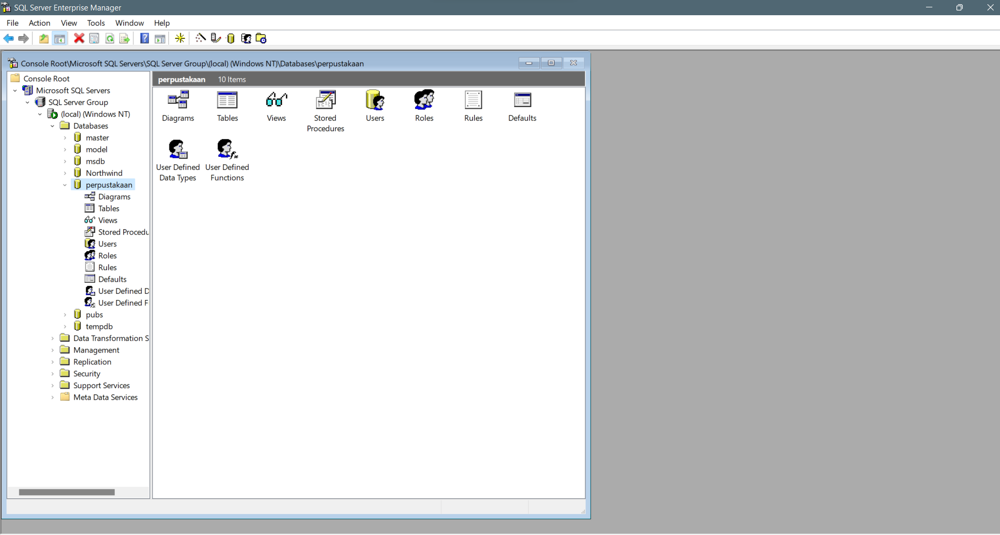 SQL Server Enterprise Manager
File Action View Tools Window Help
Console Root\Microsoft SQL Servers\SQL Server Group\(local) (Windows NT)\Databases\perpustakaan
Console Root
Microsoft SQL Servers
SQL Server Group
(local) (Windows NT)
Databases
master
model
msdb
Northwind
perpustakaan
Diagrams
Tables
Views
Stored Procedu
Users
Roles
Rules
Defaults
User Defined D
User Defined F
pubs
tempdb
Data Transformation S
Management
Replication
Security
Support Services
Meta Data Services
perpustakaan 10 Items
Diagrams
Tables
Views
Stored
Procedures
Users
Roles
Rules
Defaults
User Defined
Data Types
User Defined
Functions